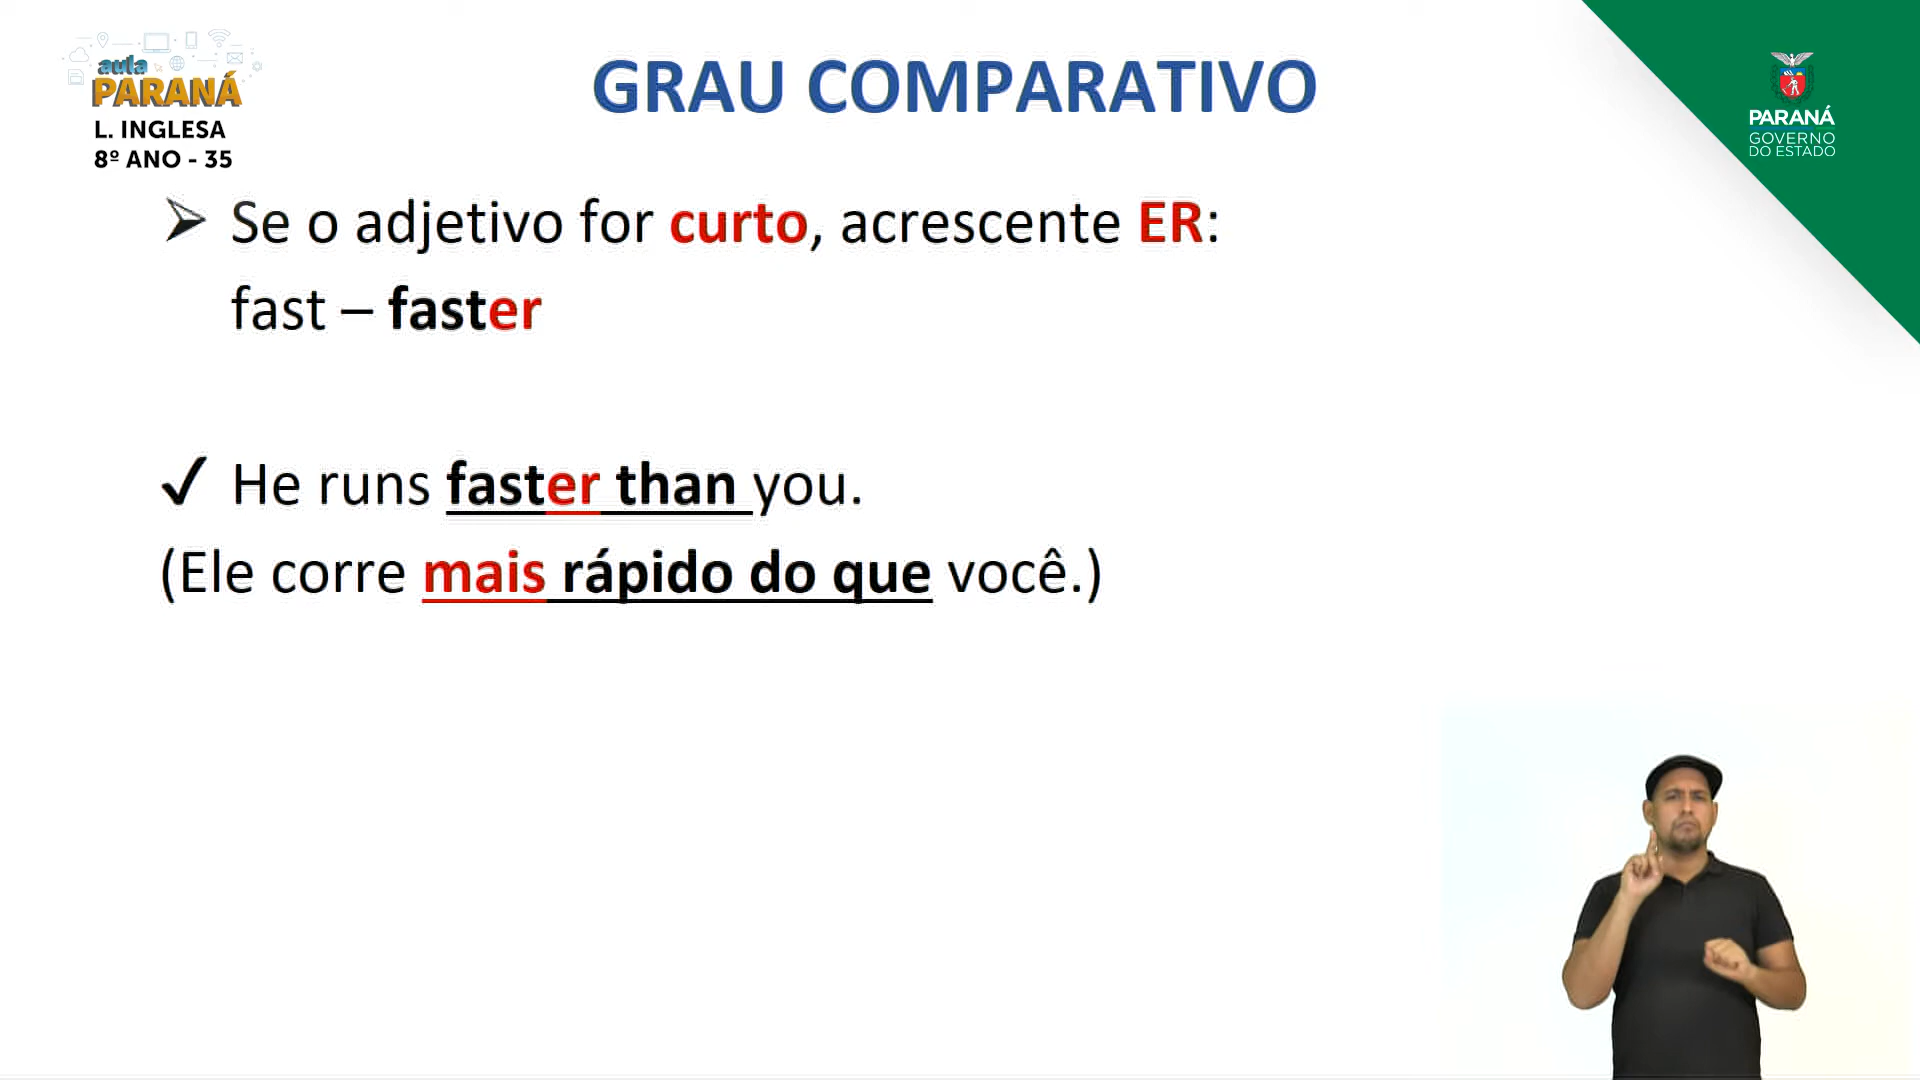 aula
PARANÁ
L. INGLESA
8º ANO - 35
GRAU COMPARATIVO
PARANÁ
GOVERNO
DO ESTADO
➢ Se o adjetivo for curto, acrescente ER:
fast – faster
✓ He runs faster than you.
(Ele corre mais rápido do que você.)